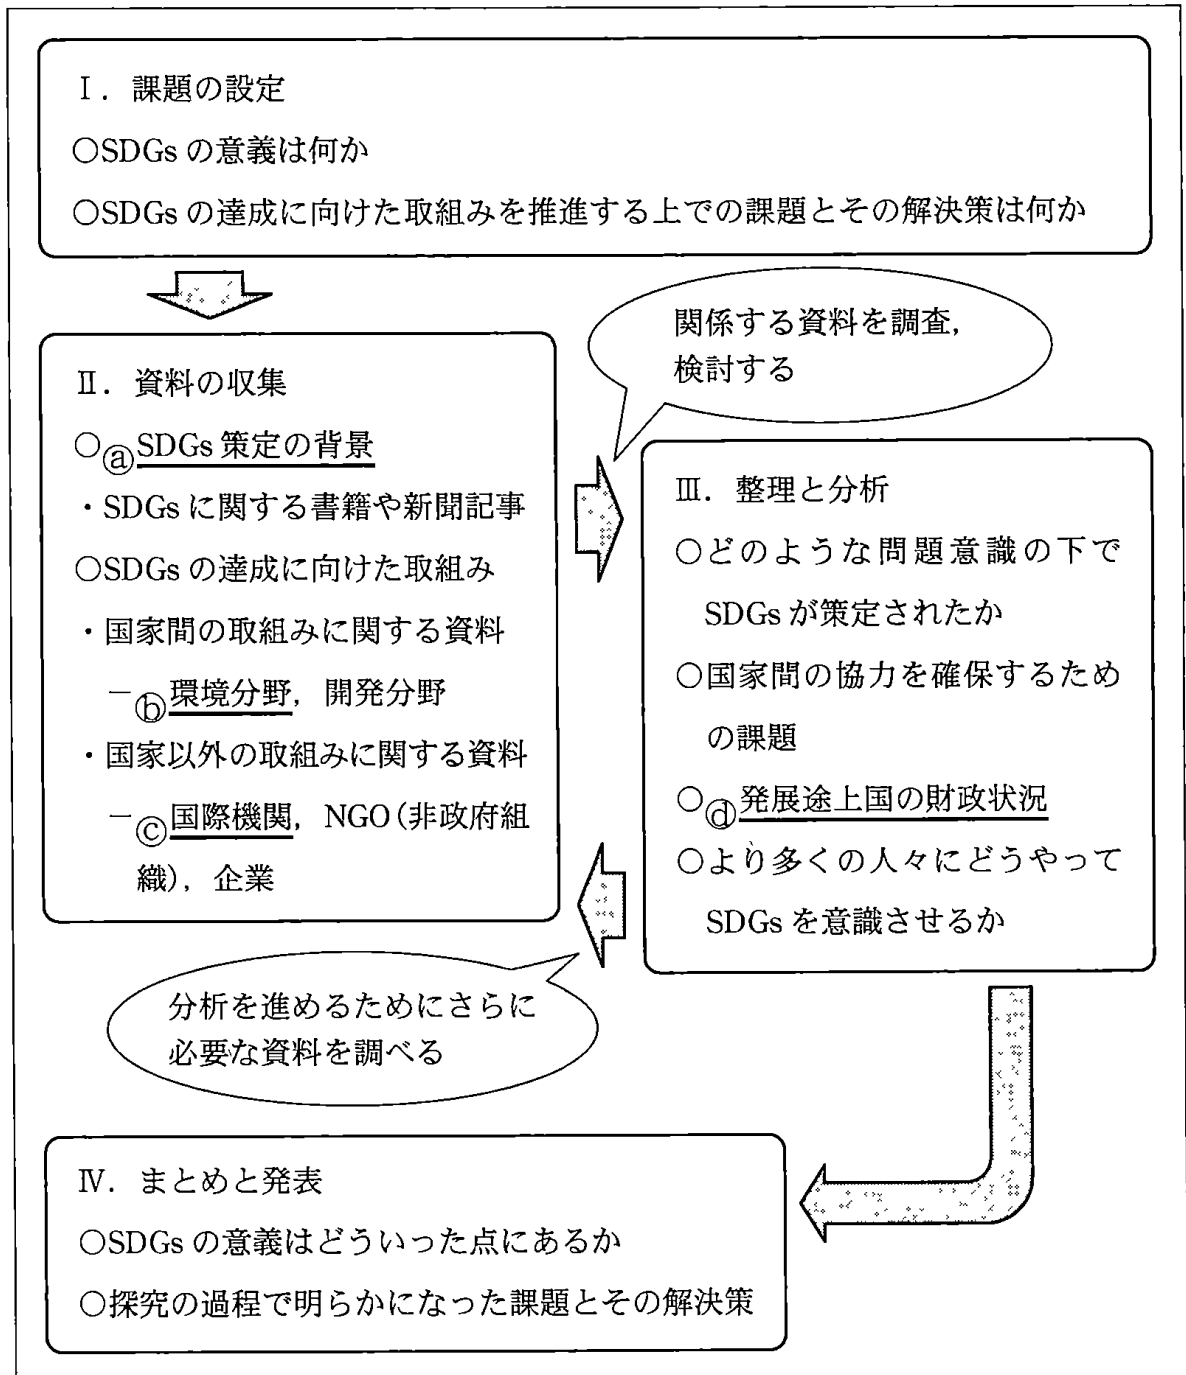 Ⅰ．課題の設定
○SDGs の意義は何か
○SDGs の達成に向けた取組みを推進する上での課題とその解決策は何か
関係する資料を調査，
検討する
Ⅱ．資料の収集
○ⓐSDGs 策定の背景
・SDGs に関する書籍や新聞記事
○SDGs の達成に向けた取組み
・国家間の取組みに関する資料
－ⓑ環境分野，開発分野
・国家以外の取組みに関する資料
－ⓒ国際機関，NGO（非政府組
織），企業
Ⅲ．整理と分析
○どのような問題意識の下で
SDGs が策定されたか
○国家間の協力を確保するため
の課題
○ⓓ発展途上国の財政状況
○より多くの人々にどうやって
SDGs を意識させるか
分析を進めるためにさらに
必要な資料を調べる
Ⅳ．まとめと発表
○SDGs の意義はどういった点にあるか
○探究の過程で明らかになった課題とその解決策